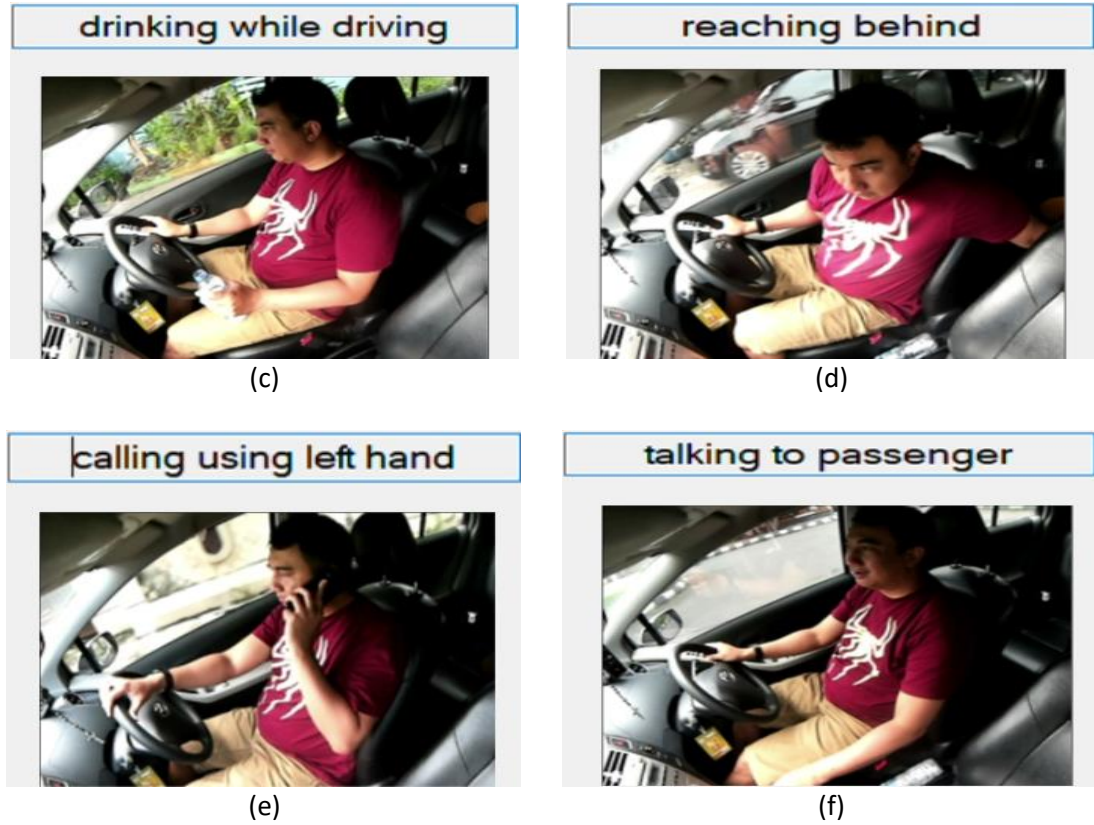 drinking while driving
reaching behind
(c)
(d)
calling using left hand
talking to passenger
(e)
(f)